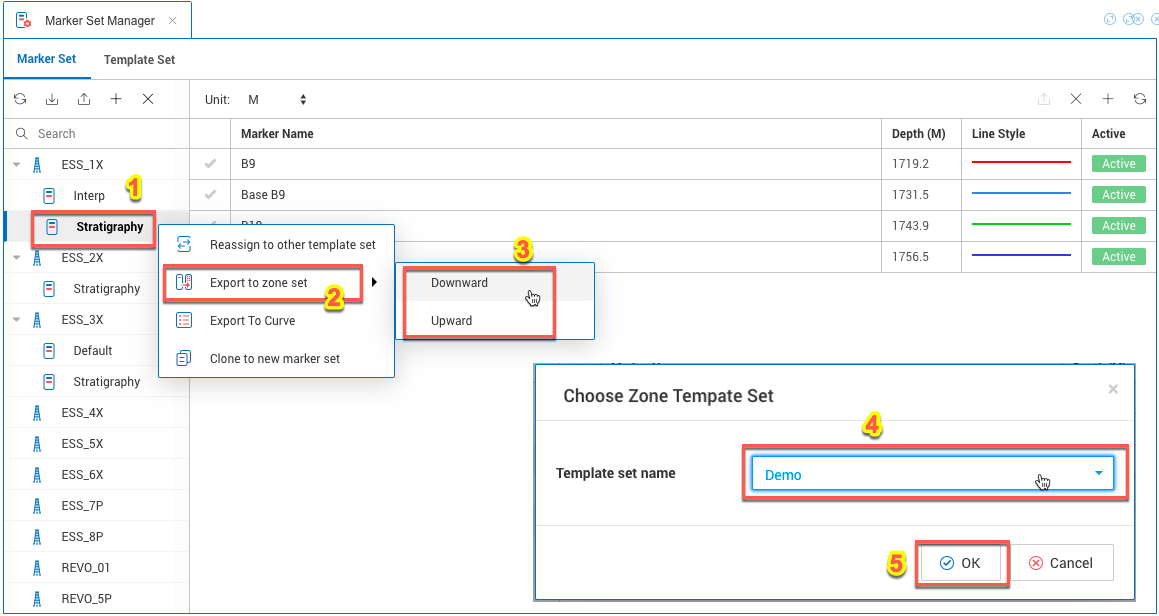 Marker Set Manager
Marker Set Template Set
Unit: M
Search
Marker Name Depth (M) Line Style Active
ESS_1X
B9 1719.2 Active
Interp 1
Base B9 1731.5 Active
Stratigraphy
B10 1743.9 Active
ESS_2X
1756.5 Active
Reassign to other template set
3
Export to zone set
2
Downward
Export To Curve
Upward
Clone to new marker set
Stratigraphy
ESS_3X
Default
Stratigraphy
ESS_4X
ESS_5X
ESS_6X
ESS_7P
ESS_8P
REVO_01
REVO_5P
Choose Zone Tempate Set
4
Template set name Demo
5 OK Cancel